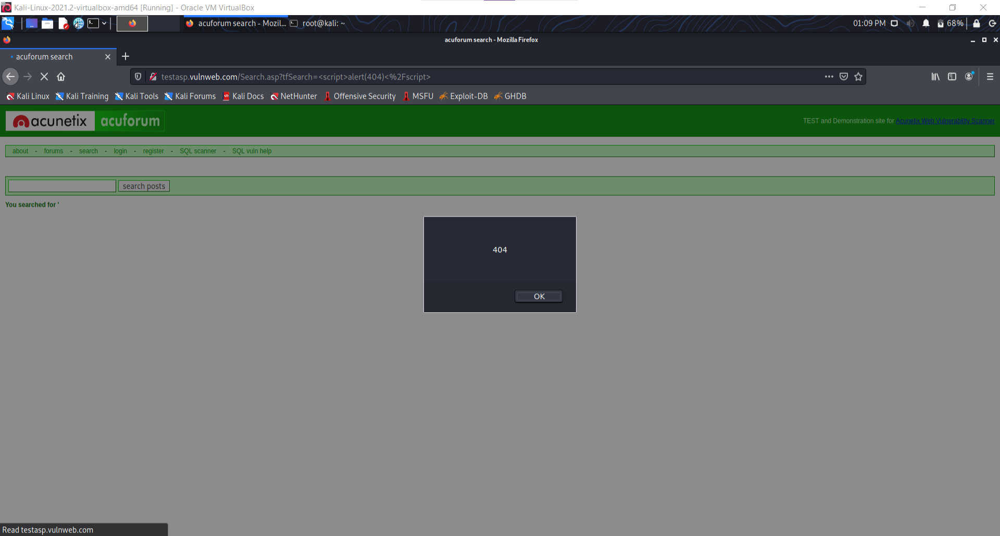 Kali-Linux-2021.2-virtualbox-amd64 [Running] - Oracle VM VirtualBox
acuforum search - Mozil... root@kali: ~ 01:09 PM 68%
acuforum search - Mozilla Firefox
acuforum search
testasp.vulnweb.com/Search.asp?tfSearch=<script>alert(404)<%2Fscript>
Kali Linux Kali Training Kali Tools Kali Forums Kali Docs NetHunter Offensive Security MSFU Exploit-DB GHDB
acunetix acuforum TEST and Demonstration site for Acunetix Web Vulnerability Scanner
about - forums - search - login - register - SQL scanner - SQL vuln help
search posts
You searched for '
404
OK
Read testasp.vulnweb.com